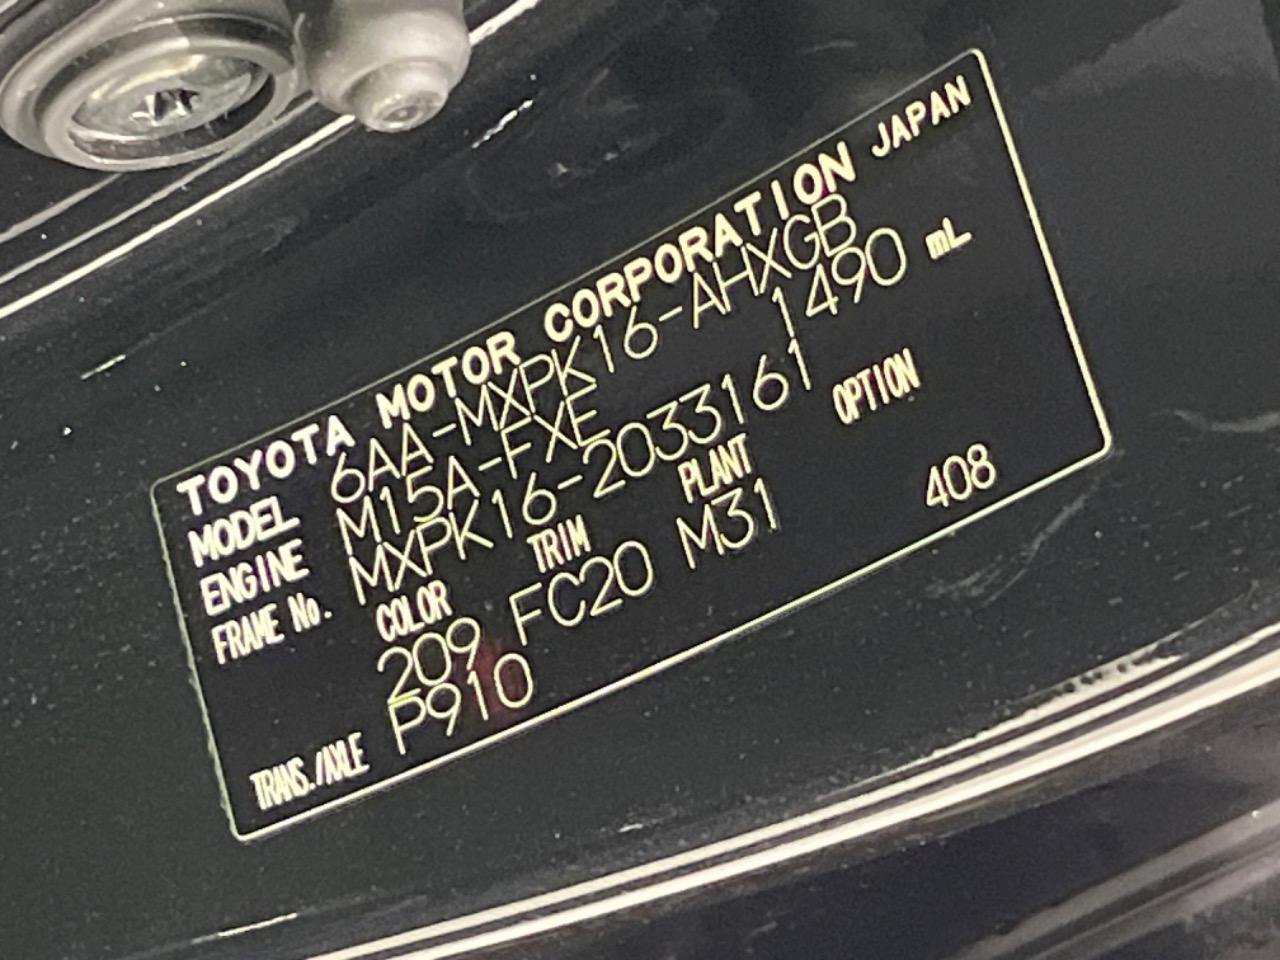 TOYOTA MOTOR CORPORATION JAPAN
MODEL 6AA-MXPK16-AHXGB
ENGINE M15A-FXE 1490 mL
FRAME No. MXPK16-2033161
COLOR TRIM PLANT OPTION
209 FC20 M31 408
TRANS./AXLE P910